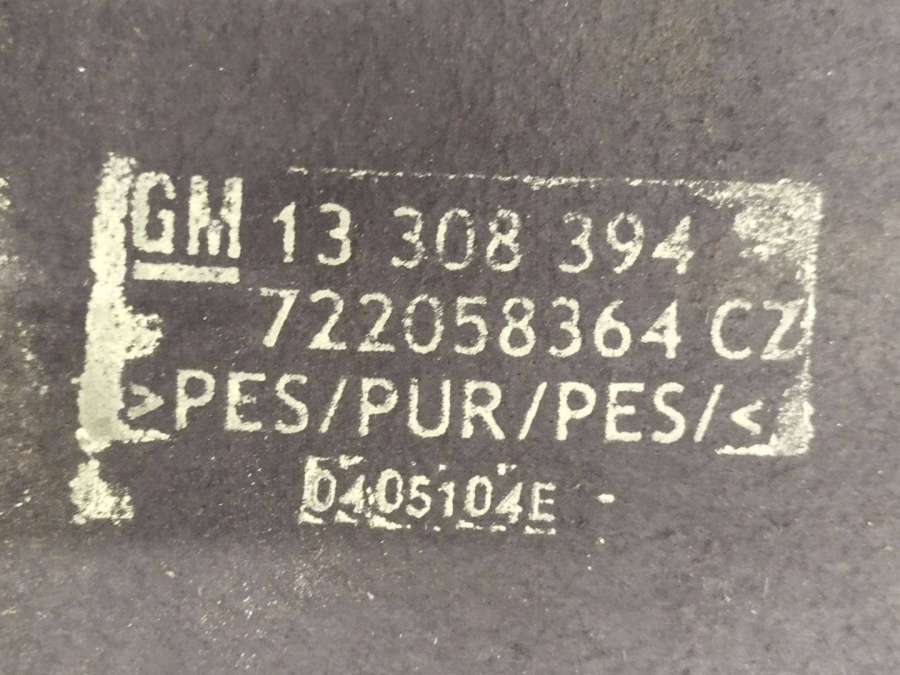 GM 13 308 394
722058364 CZ
>PES/PUR/PES/<
0405104E